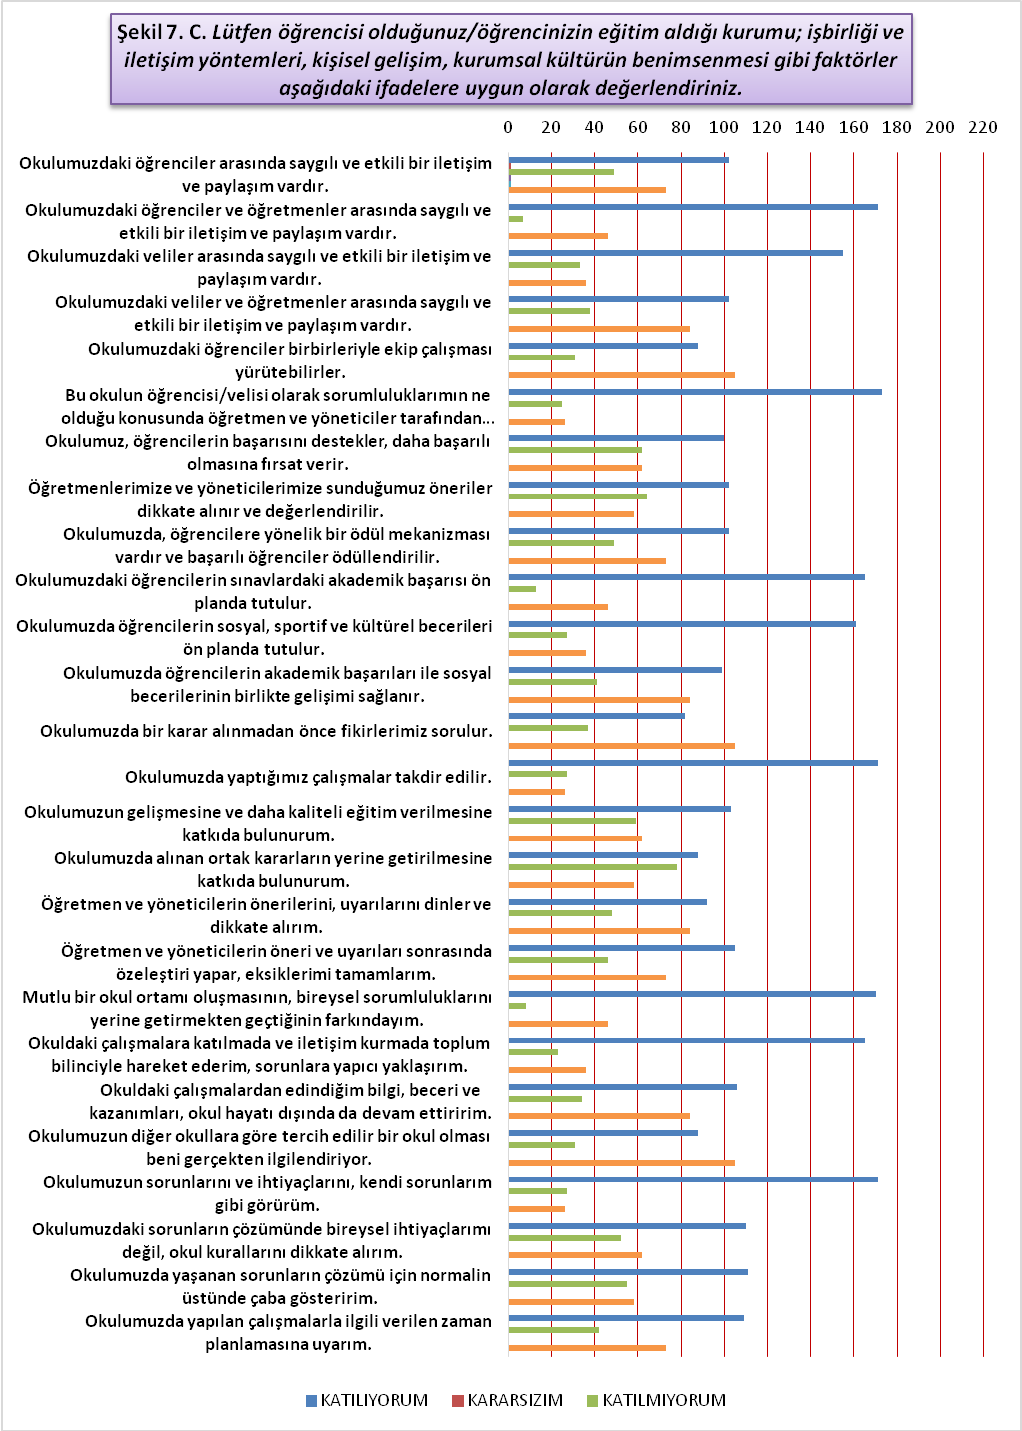 Şekil 7. C. Lütfen öğrencisi olduğunuz/öğrencinizin eğitim aldığı kurumu; işbirliği ve
iletişim yöntemleri, kişisel gelişim, kurumsal kültürün benimsenmesi gibi faktörler
aşağıdaki ifadelere uygun olarak değerlendiriniz.
0 20 40 60 80 100 120 140 160 180 200 220
Okulumuzdaki öğrenciler arasında saygılı ve etkili bir iletişim
ve paylaşım vardır.
Okulumuzdaki öğrenciler ve öğretmenler arasında saygılı ve
etkili bir iletişim ve paylaşım vardır.
Okulumuzdaki veliler arasında saygılı ve etkili bir iletişim ve
paylaşım vardır.
Okulumuzdaki veliler ve öğretmenler arasında saygılı ve
etkili bir iletişim ve paylaşım vardır.
Okulumuzdaki öğrenciler birbirleriyle ekip çalışması
yürütebilirler.
Bu okulun öğrencisi/velisi olarak sorumluluklarımın ne
olduğu konusunda öğretmen ve yöneticiler tarafından...
Okulumuz, öğrencilerin başarısını destekler, daha başarılı
olmasına fırsat verir.
Öğretmenlerimize ve yöneticilerimize sunduğumuz öneriler
dikkate alınır ve değerlendirilir.
Okulumuzda, öğrencilere yönelik bir ödül mekanizması
vardır ve başarılı öğrenciler ödüllendirilir.
Okulumuzdaki öğrencilerin sınavlardaki akademik başarısı ön
planda tutulur.
Okulumuzda öğrencilerin sosyal, sportif ve kültürel becerileri
ön planda tutulur.
Okulumuzda öğrencilerin akademik başarıları ile sosyal
becerilerinin birlikte gelişimi sağlanır.
Okulumuzda bir karar alınmadan önce fikirlerimiz sorulur.
Okulumuzda yaptığımız çalışmalar takdir edilir.
Okulumuzun gelişmesine ve daha kaliteli eğitim verilmesine
katkıda bulunurum.
Okulumuzda alınan ortak kararların yerine getirilmesine
katkıda bulunurum.
Öğretmen ve yöneticilerin önerilerini, uyarılarını dinler ve
dikkate alırım.
Öğretmen ve yöneticilerin öneri ve uyarıları sonrasında
özeleştiri yapar, eksiklerimi tamamlarım.
Mutlu bir okul ortamı oluşmasının, bireysel sorumluluklarını
yerine getirmekten geçtiğinin farkındayım.
Okuldaki çalışmalara katılmada ve iletişim kurmada toplum
bilinciyle hareket ederim, sorunlara yapıcı yaklaşırım.
Okuldaki çalışmalardan edindiğim bilgi, beceri ve
kazanımları, okul hayatı dışında da devam ettiririm.
Okulumuzun diğer okullara göre tercih edilir bir okul olması
beni gerçekten ilgilendiriyor.
Okulumuzun sorunlarını ve ihtiyaçlarını, kendi sorunlarım
gibi görürüm.
Okulumuzdaki sorunların çözümünde bireysel ihtiyaçlarımı
değil, okul kurallarını dikkate alırım.
Okulumuzda yaşanan sorunların çözümü için normalin
üstünde çaba gösteririm.
Okulumuzda yapılan çalışmalarla ilgili verilen zaman
planlamasına uyarım.
KATILIYORUM KARARSIZIM KATILMIYORUM